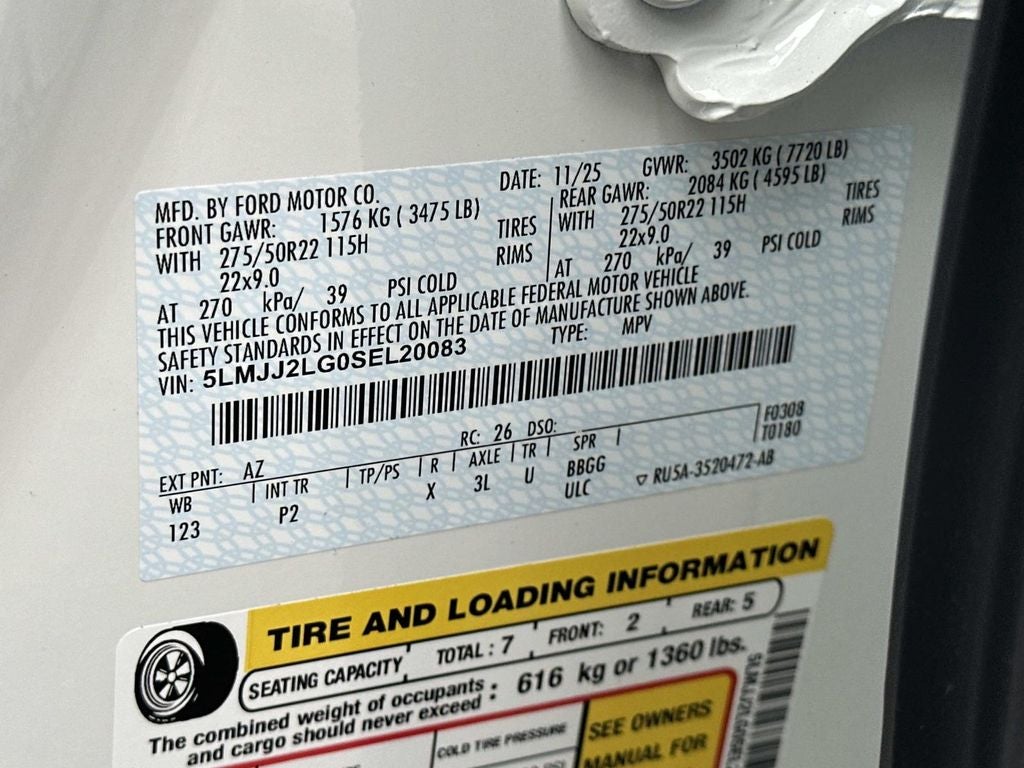 MFD. BY FORD MOTOR CO.
DATE: 11/25 GVWR: 3502 KG ( 7720 LB)
FRONT GAWR: 1576 KG ( 3475 LB)
REAR GAWR: 2084 KG ( 4595 LB)
WITH 275/50R22 115H TIRES
WITH 275/50R22 115H TIRES
22x9.0 RIMS
22x9.0 RIMS
AT 270 kPa/ 39 PSI COLD
AT 270 kPa/ 39 PSI COLD
THIS VEHICLE CONFORMS TO ALL APPLICABLE FEDERAL MOTOR VEHICLE
SAFETY STANDARDS IN EFFECT ON THE DATE OF MANUFACTURE SHOWN ABOVE.
VIN: 5LMJJ2LG0SEL20083 TYPE: MPV
EXT PNT: AZ RC: 26 DSO: F0308
T0180
WB INT TR TP/PS R AXLE TR SPR
123 P2 X 3L U BBGG
ULC
RU5A-3520472-AB
TIRE AND LOADING INFORMATION
SEATING CAPACITY TOTAL : 7 FRONT: 2 REAR: 5
The combined weight of occupants : 616 kg or 1360 lbs.
and cargo should never exceed
COLD TIRE PRESSURE
SEE OWNERS
MANUAL FOR